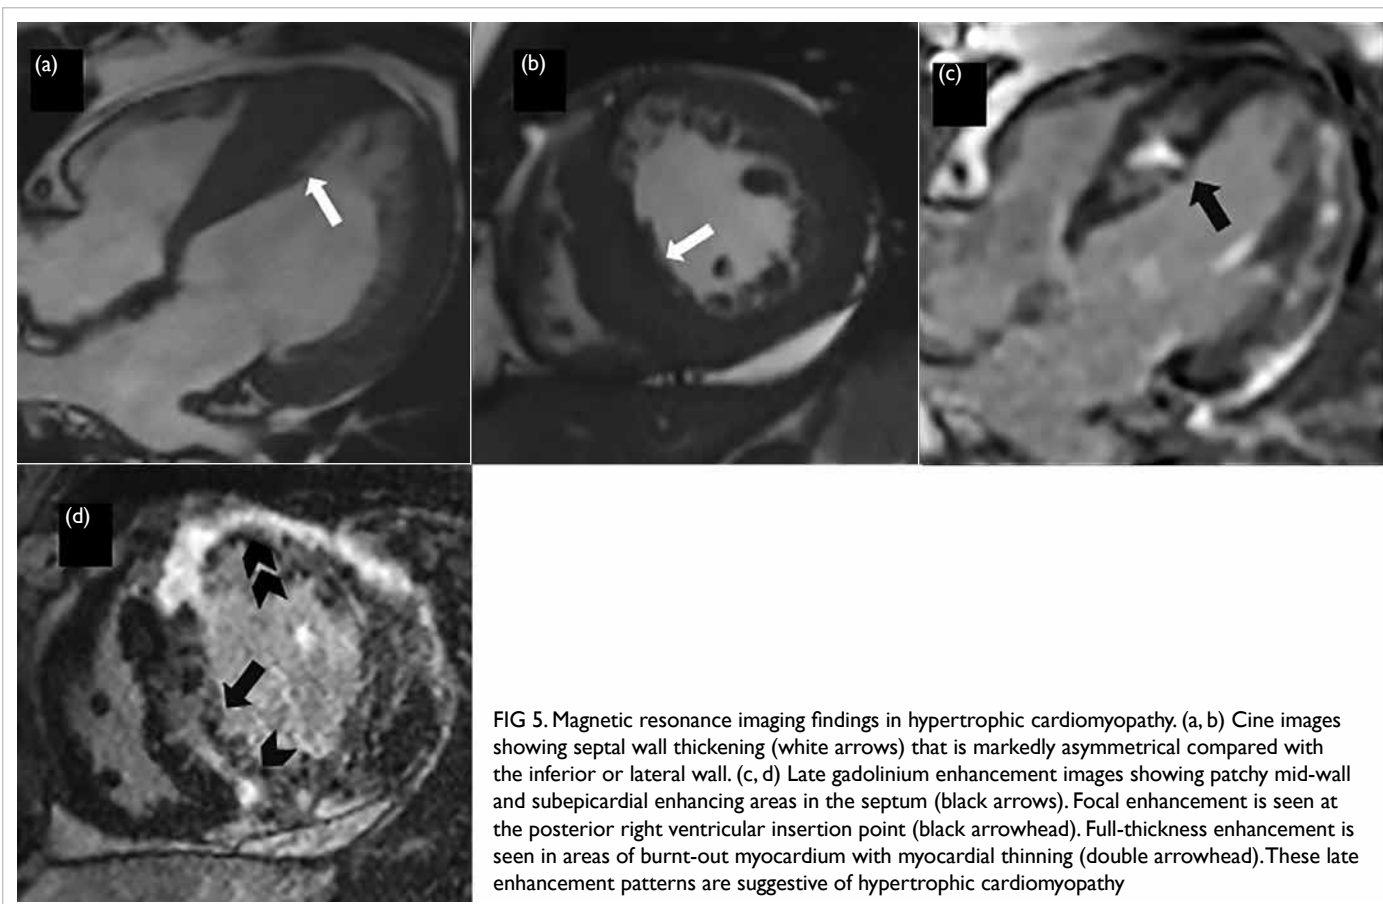 (a)
(b)
(c)
(d)
FIG 5. Magnetic resonance imaging findings in hypertrophic cardiomyopathy. (a, b) Cine images
showing septal wall thickening (white arrows) that is markedly asymmetrical compared with
the inferior or lateral wall. (c, d) Late gadolinium enhancement images showing patchy mid-wall
and subepicardial enhancing areas in the septum (black arrows). Focal enhancement is seen at
the posterior right ventricular insertion point (black arrowhead). Full-thickness enhancement is
seen in areas of burnt-out myocardium with myocardial thinning (double arrowhead). These late
enhancement patterns are suggestive of hypertrophic cardiomyopathy